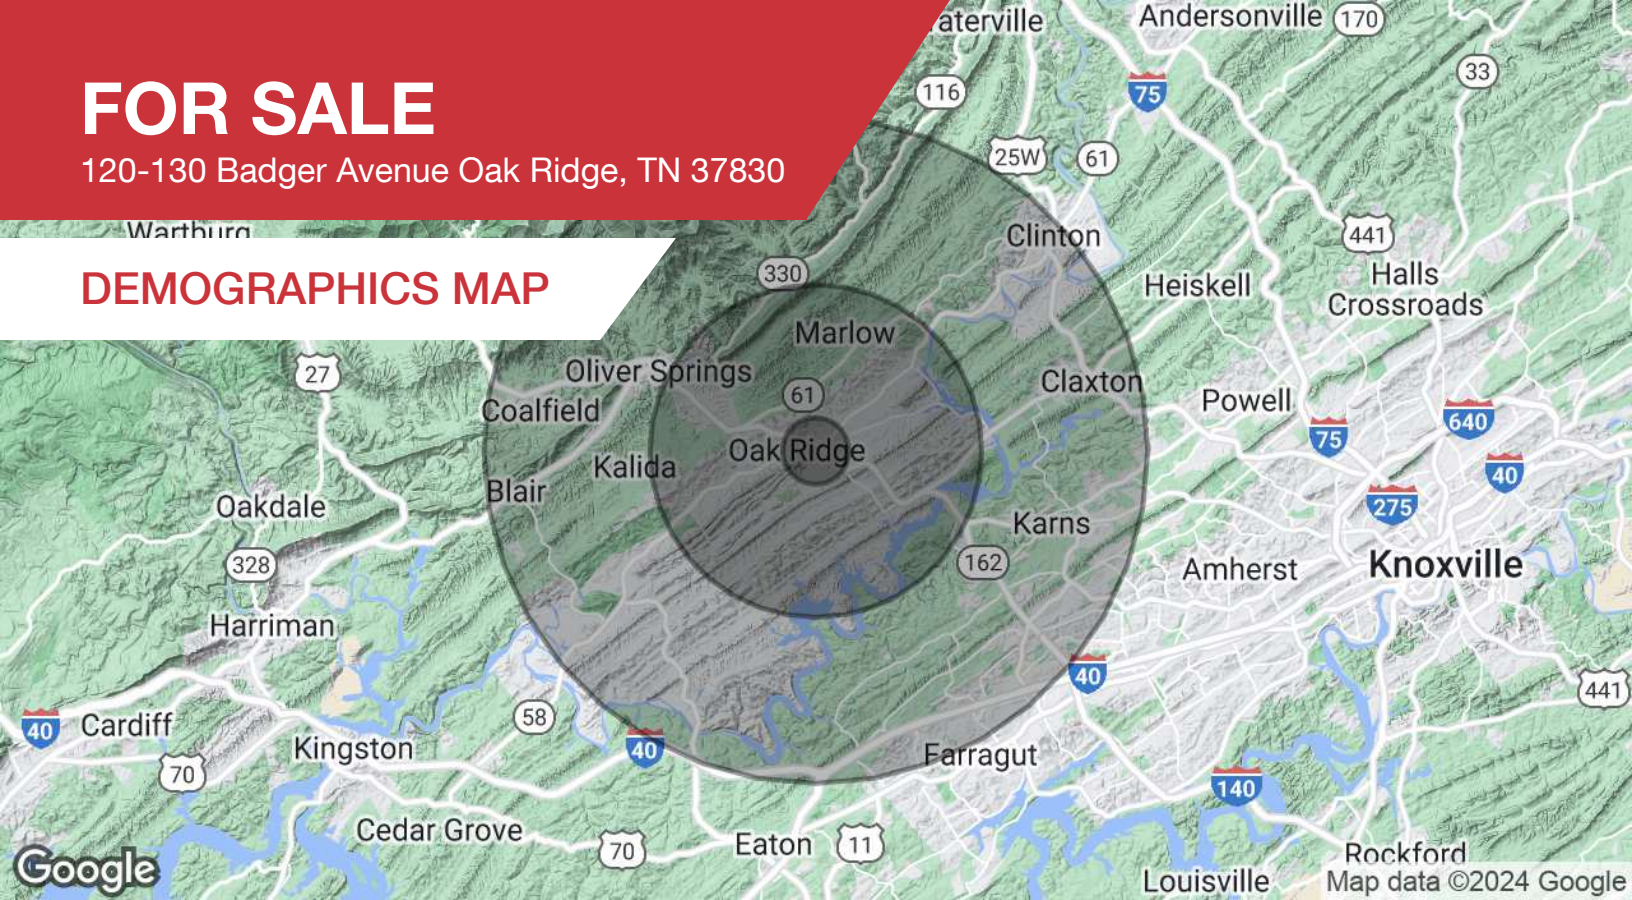 FOR SALE
120-130 Badger Avenue Oak Ridge, TN 37830
DEMOGRAPHICS MAP
Andersonville
170
33
116
75
25W
61
Wartburg
Clinton
441
330
Heiskell
Halls
Crossroads
Marlow
27
Oliver Springs
Claxton
61
Coalfield
Powell
640
75
Oak Ridge
Kalida
40
Blair
Oakdale
275
Karns
328
162
Amherst
Knoxville
Harriman
40
441
58
Cardiff
40
Kingston
40
Farragut
70
140
Cedar Grove
70
Eaton
11
Rockford
Google
Louisville
Map data ©2024 Google